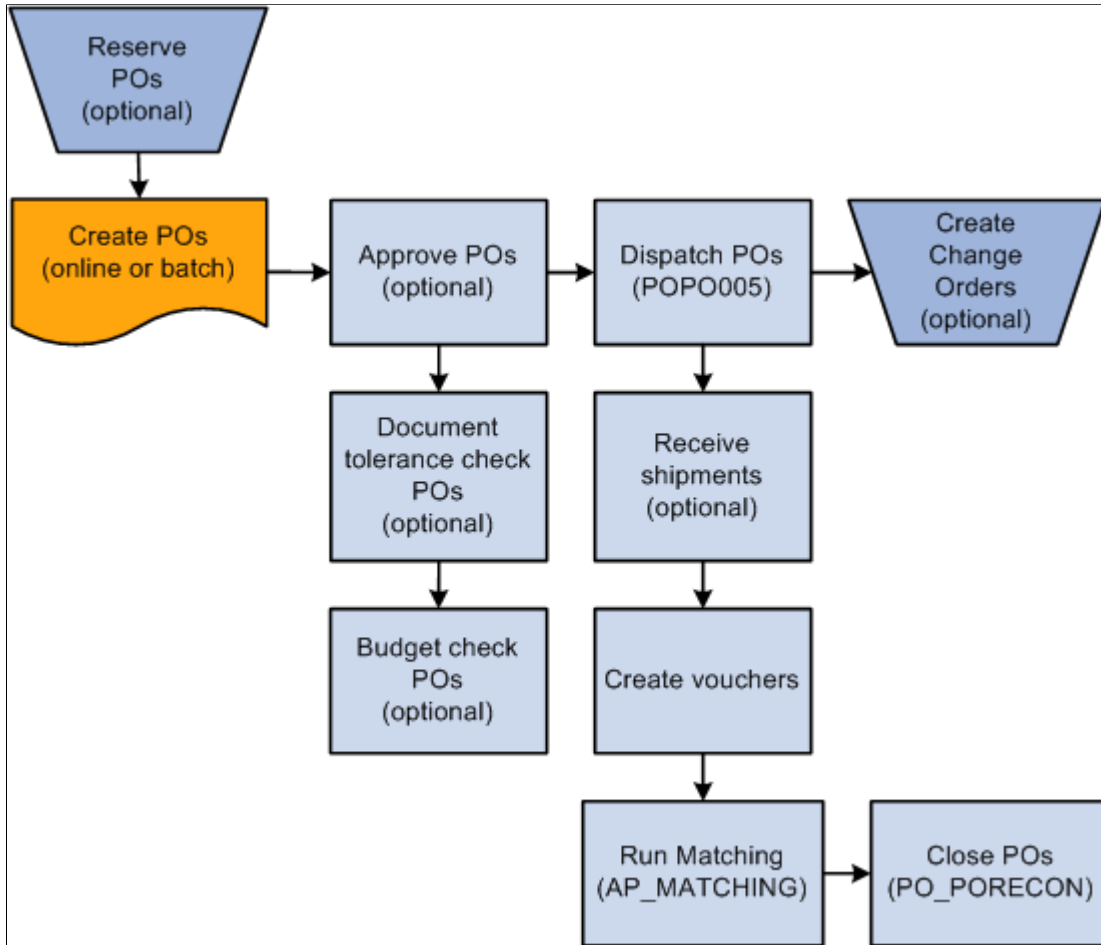 Reserve
POs
(optional)
Create POs
(online or batch)
Approve POs
(optional)
Dispatch POs
(POPO005)
Create
Change
Orders
(optional)
Document
tolerance check
POs
(optional)
Receive
shipments
(optional)
Budget check
POs
(optional)
Create vouchers
Run Matching
(AP_MATCHING)
Close POs
(PO_PORECON)